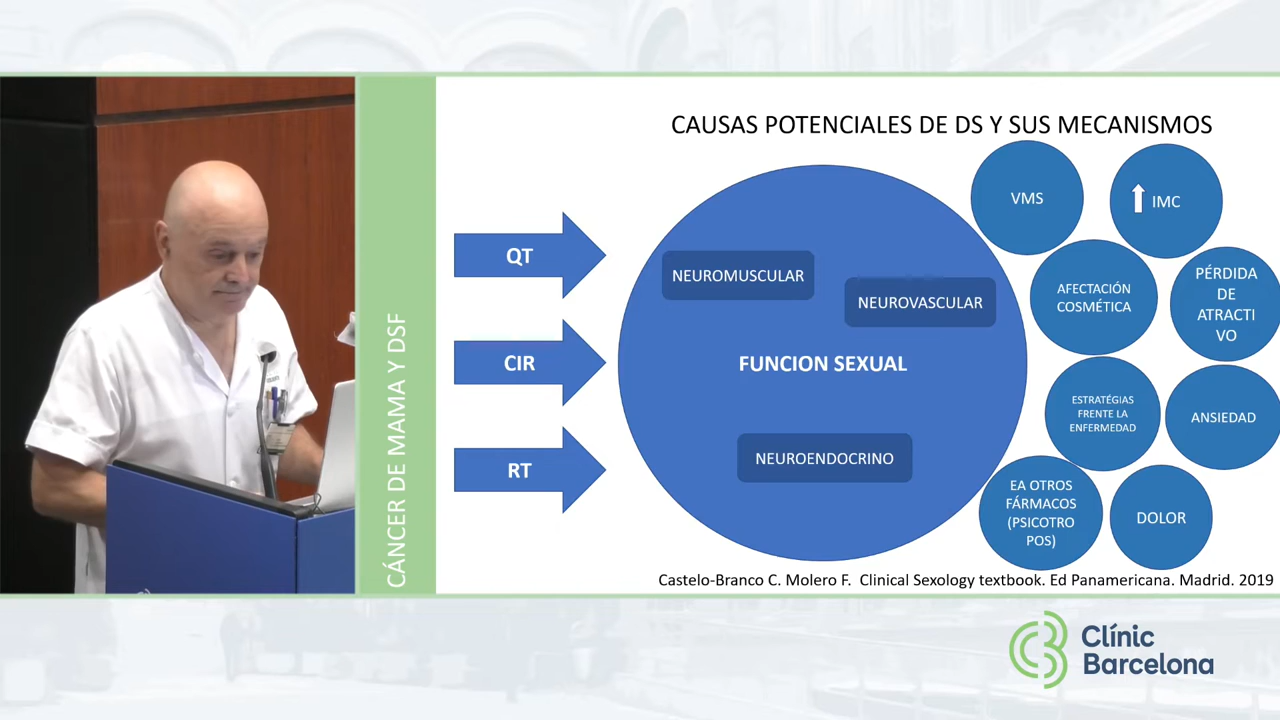 CÁNCER DE MAMA Y DSF
CAUSAS POTENCIALES DE DS Y SUS MECANISMOS
QT
CIR
RT
NEUROMUSCULAR
NEUROVASCULAR
FUNCION SEXUAL
NEUROENDOCRINO
VMS
IMC
AFECTACIÓN
COSMÉTICA
PÉRDIDA
DE
ATRACTI
VO
ESTRATÉGIAS
FRENTE LA
ENFERMEDAD
ANSIEDAD
EA OTROS
FÁRMACOS
(PSICOTRO
POS)
DOLOR
Castelo-Branco C. Molero F. Clinical Sexology textbook. Ed Panamericana. Madrid. 2019
Clínic
Barcelona